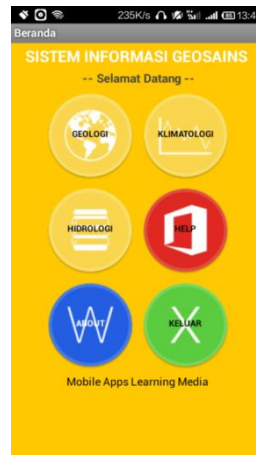 235K/s 13:4
Beranda
SISTEM INFORMASI GEOSAINS
-- Selamat Datang --
GEOLOGI KLIMATOLOGI
HIDROLOGI HELP
ABOUT KELUAR
Mobile Apps Learning Media